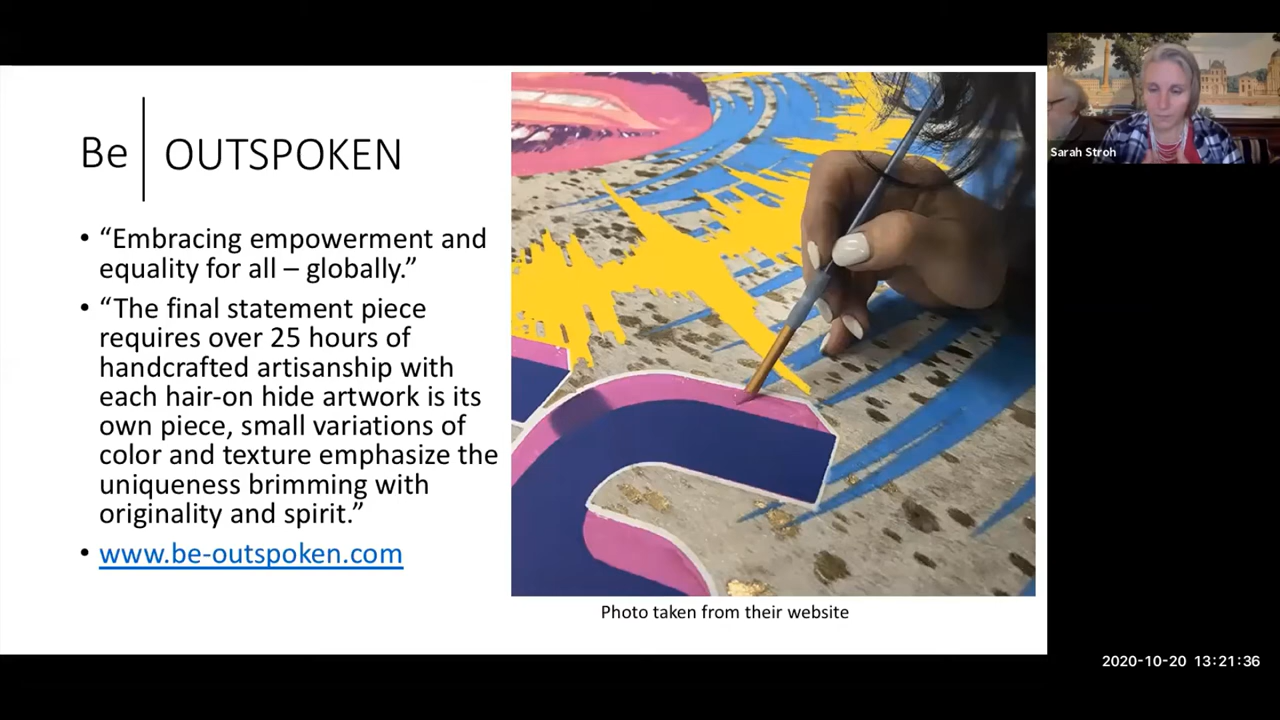 Be | OUTSPOKEN
• “Embracing empowerment and
equality for all – globally.”
• “The final statement piece
requires over 25 hours of
handcrafted artisanship with
each hair-on hide artwork is its
own piece, small variations of
color and texture emphasize the
uniqueness brimming with
originality and spirit.”
• www.be-outspoken.com
Photo taken from their website
Sarah Stroh
2020-10-20 13:21:36